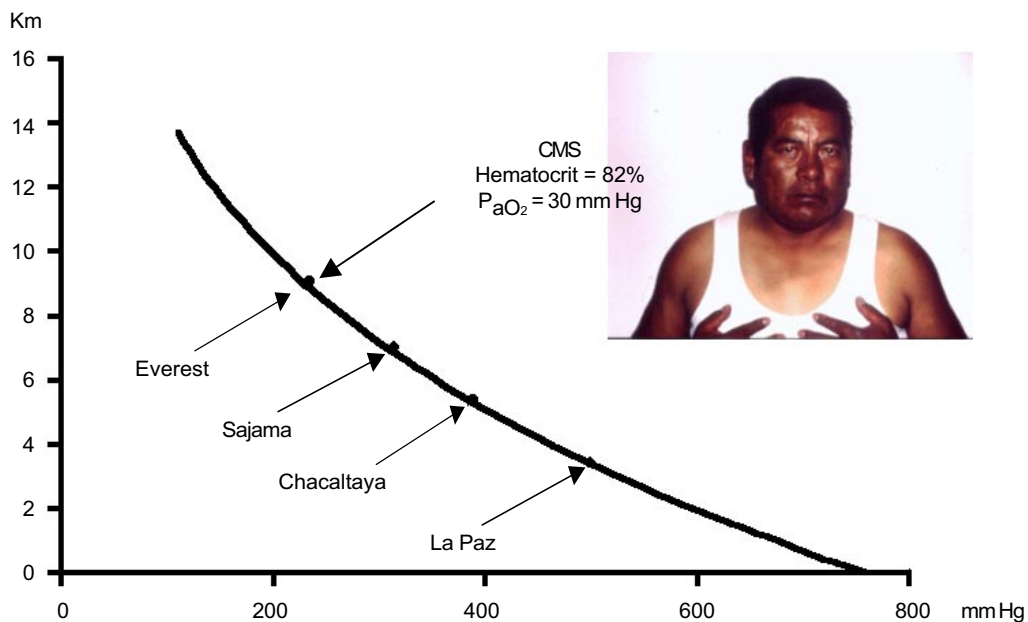 Km
16
14
12
10
8
6
4
2
0
CMS
Hematocrit = 82%
PaO2 = 30 mm Hg
Everest
Sajama
Chacaltaya
La Paz
0 200 400 600 800 mm Hg